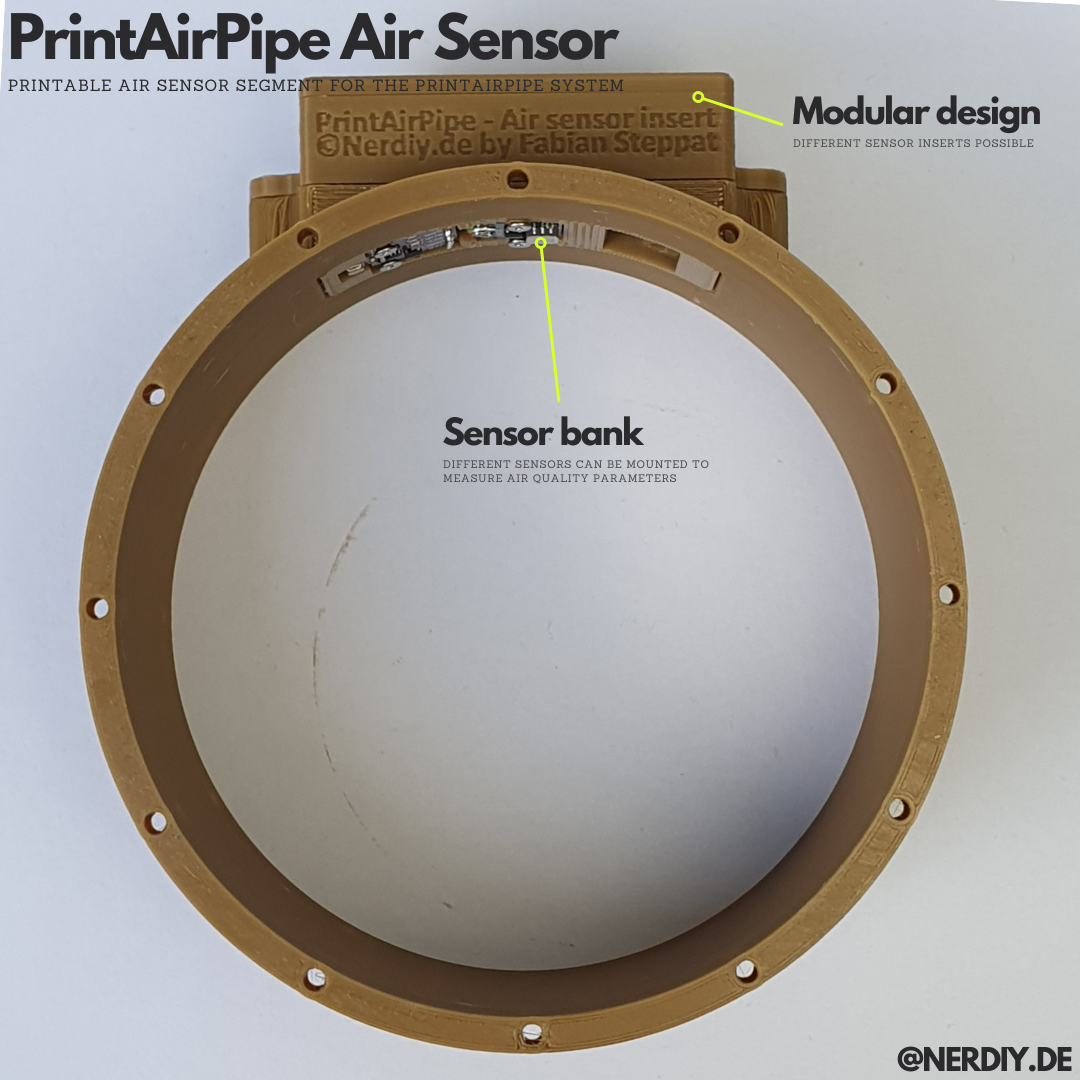 PrintAirPipe Air Sensor
PRINTABLE AIR SENSOR SEGMENT FOR THE PRINTAIRPIPE SYSTEM
PrintAirPipe - Air sensor insert
©Nerdiy.de by Fabian Steppat
Modular design
DIFFERENT SENSOR INSERTS POSSIBLE
Sensor bank
DIFFERENT SENSORS CAN BE MOUNTED TO
MEASURE AIR QUALITY PARAMETERS
@NERDIY.DE